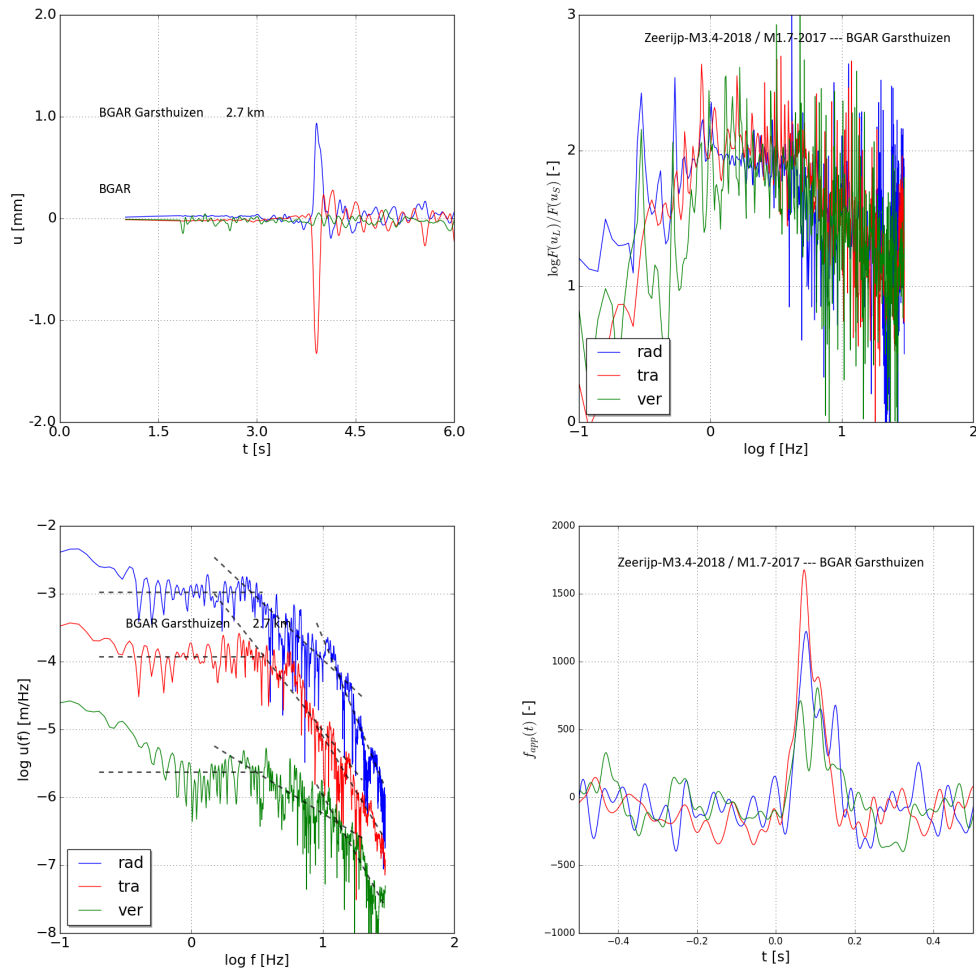 2.0
1.0
0
-1.0
-2.0
u [mm]
BGAR Garsthuizen 2.7 km
BGAR
0.0 1.5 3.0 4.5 6.0
t [s]
3
2
1
0
log F(u_L)/F(u_S) [-]
Zeerijp-M3.4-2018 / M1.7-2017 --- BGAR Garsthuizen
rad
tra
ver
−1 0 1 2
log f [Hz]
−2
−3
−4
−5
−6
−7
−8
log u(f) [m/Hz]
BGAR Garsthuizen 2.7 km
rad
tra
ver
−1 0 1 2
log f [Hz]
2000
1500
1000
500
0
−500
−1000
f_app(t) [-]
Zeerijp-M3.4-2018 / M1.7-2017 --- BGAR Garsthuizen
−0.4 −0.2 0.0 0.2 0.4
t [s]